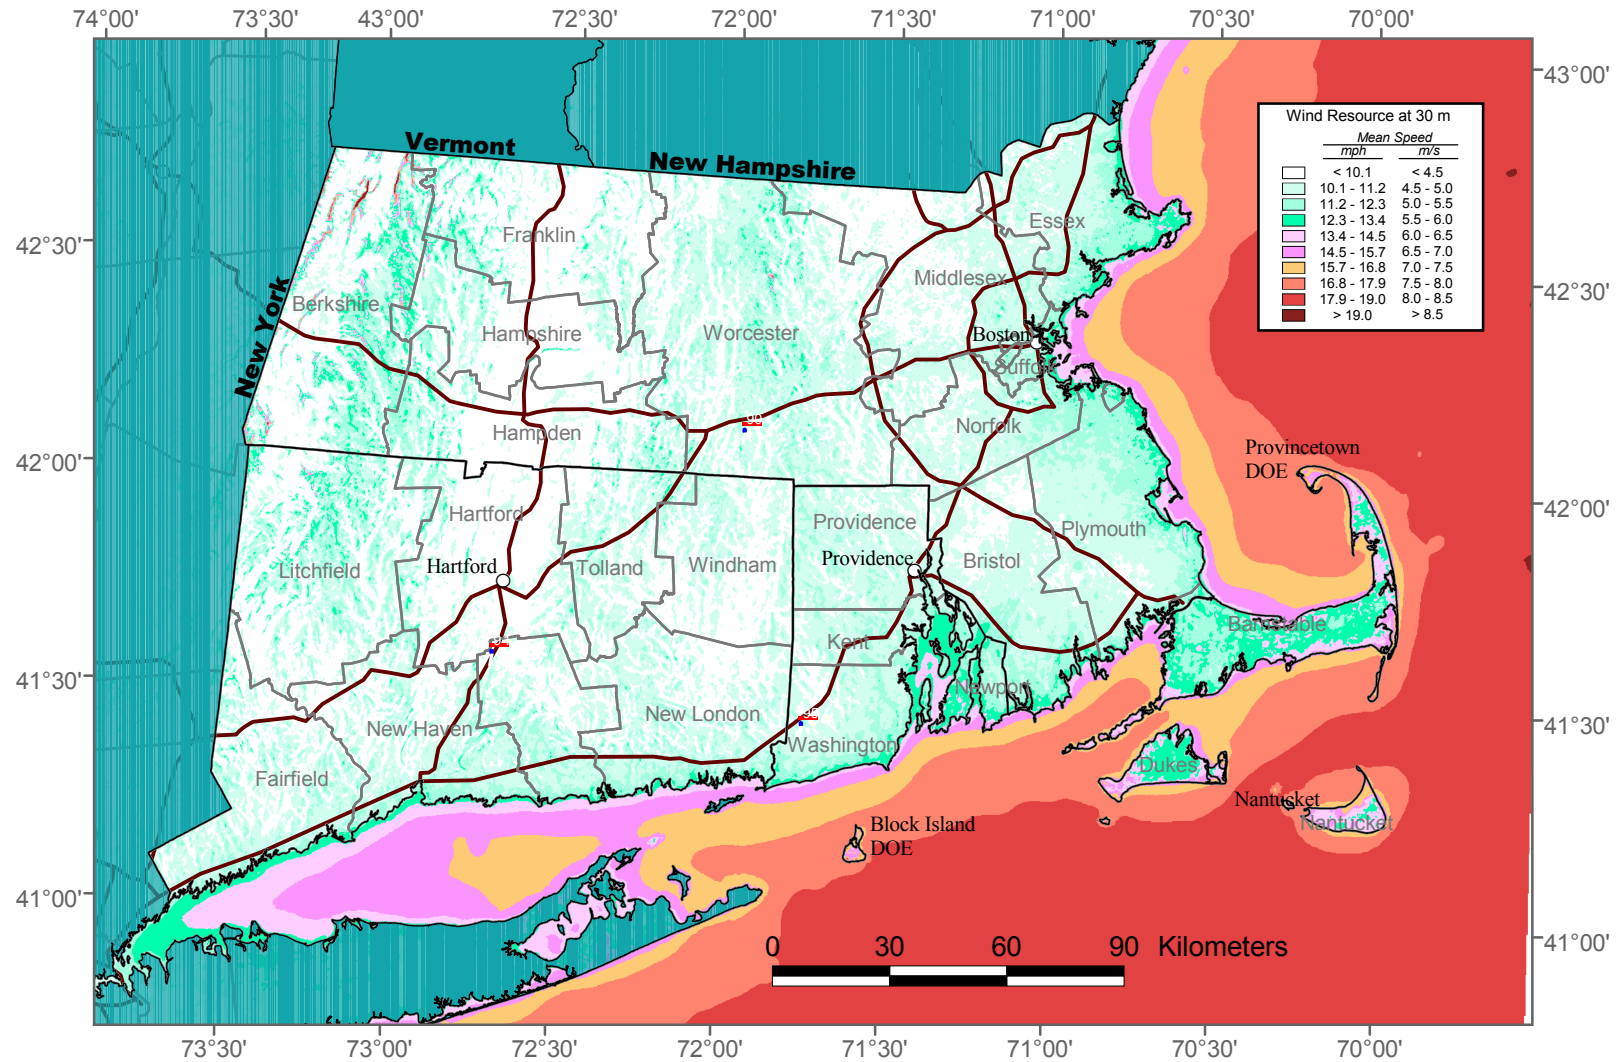 74°00'
73°30'
43°00'
72°30'
72°00'
71°30'
71°00'
70°30'
70°00'
43°00'
Wind Resource at 30 m
Mean Speed
mph m/s
< 10.1 < 4.5
10.1 - 11.2 4.5 - 5.0
11.2 - 12.3 5.0 - 5.5
12.3 - 13.4 5.5 - 6.0
13.4 - 14.5 6.0 - 6.5
14.5 - 15.7 6.5 - 7.0
15.7 - 16.8 7.0 - 7.5
16.8 - 17.9 7.5 - 8.0
17.9 - 19.0 8.0 - 8.5
> 19.0 > 8.5
Vermont
New Hampshire
New York
42°30'
42°30'
Essex
Franklin
Middlesex
Berkshire
Hampshire
Worcester
Boston
Suffolk
90
Norfolk
Hampden
Provincetown
DOE
42°00'
42°00'
Hartford
Providence
Plymouth
Hartford
Providence
Litchfield
Tolland
Windham
Bristol
Barnstable
Kent
91
41°30'
41°30'
Newport
New London
95
New Haven
Washington
Dukes
Fairfield
Nantucket
Nantucket
Block Island
DOE
41°00'
41°00'
0 30 60 90 Kilometers
73°30'
73°00'
72°30'
72°00'
71°30'
71°00'
70°30'
70°00'